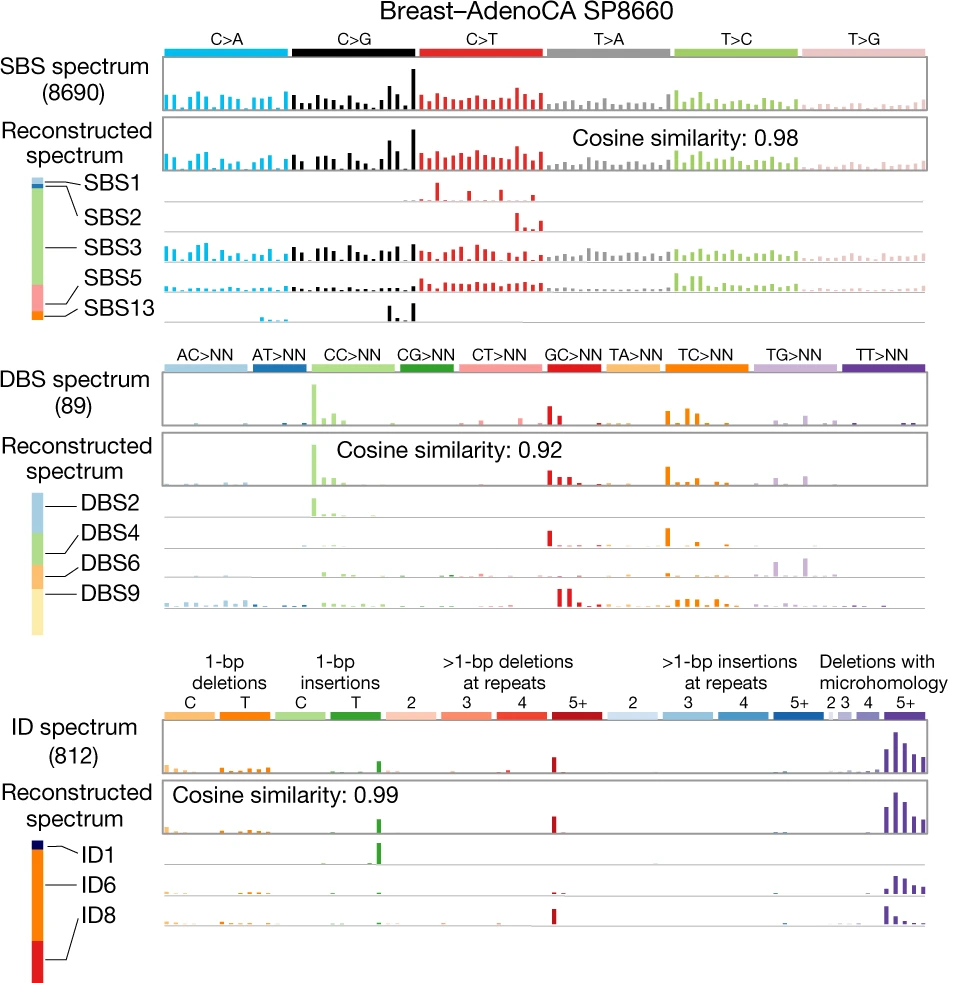 Breast–AdenoCA SP8660
C>A C>G C>T T>A T>C T>G
SBS spectrum
(8690)
Reconstructed
spectrum
Cosine similarity: 0.98
SBS1
SBS2
SBS3
SBS5
SBS13
AC>NN AT>NN CC>NN CG>NN CT>NN GC>NN TA>NN TC>NN TG>NN TT>NN
DBS spectrum
(89)
Reconstructed
spectrum
Cosine similarity: 0.92
DBS2
DBS4
DBS6
DBS9
1-bp 1-bp >1-bp deletions >1-bp insertions Deletions with
deletions insertions at repeats at repeats microhomology
C T C T 2 3 4 5+ 2 3 4 5+ 2 3 4 5+
ID spectrum
(812)
Reconstructed
spectrum
Cosine similarity: 0.99
ID1
ID6
ID8